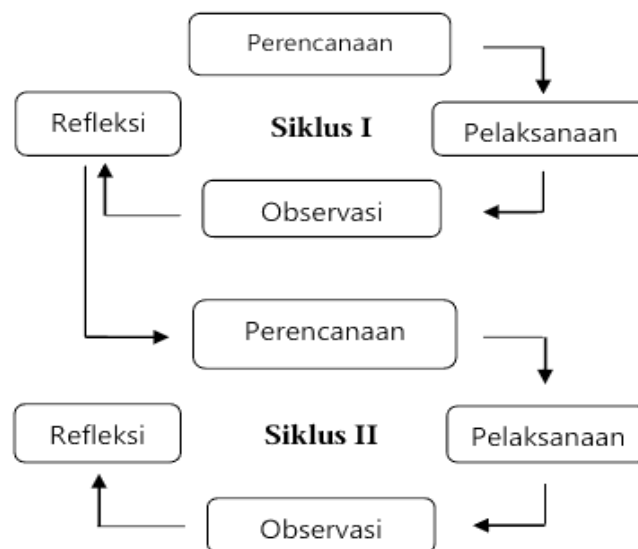 Perencanaan
Refleksi
Siklus I
Pelaksanaan
Observasi
Perencanaan
Refleksi
Siklus II
Pelaksanaan
Observasi